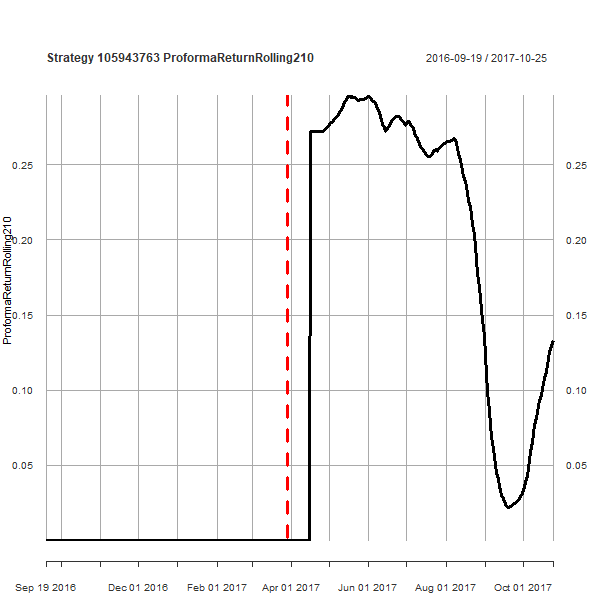 Strategy 105943763 ProformaReturnRolling210
2016-09-19 / 2017-10-25
ProformaReturnRolling210
0.25
0.20
0.15
0.10
0.05
0.25
0.20
0.15
0.10
0.05
Sep 19 2016
Dec 01 2016
Feb 01 2017
Apr 01 2017
Jun 01 2017
Aug 01 2017
Oct 01 2017